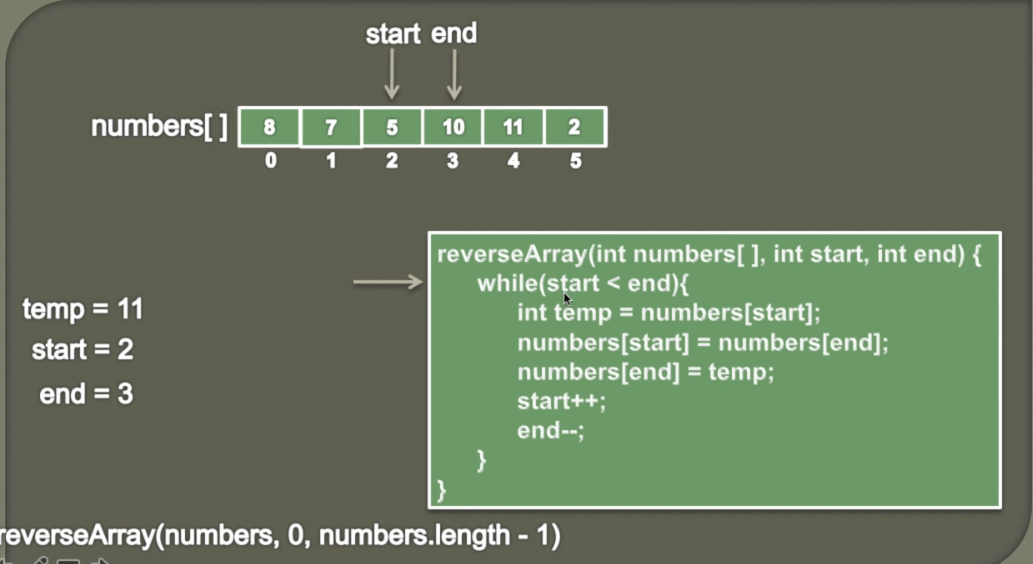 start end
numbers[ ] 8 7 5 10 11 2
0 1 2 3 4 5
reverseArray(int numbers[ ], int start, int end) {
while(start < end){
temp = 11
int temp = numbers[start];
start = 2
numbers[start] = numbers[end];
numbers[end] = temp;
end = 3
start++;
end--;
}
}
reverseArray(numbers, 0, numbers.length - 1)